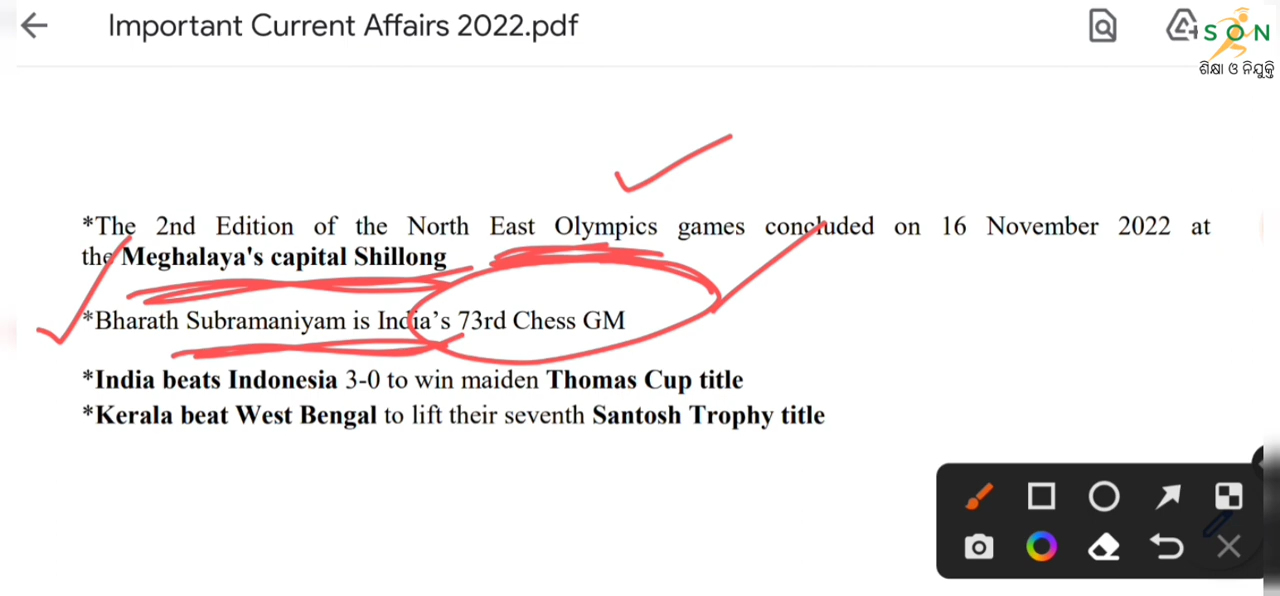 Important Current Affairs 2022.pdf
SON
ଶିକ୍ଷା ଓ ନିଯୁକ୍ତି
*The 2nd Edition of the North East Olympics games concluded on 16 November 2022 at
the Meghalaya's capital Shillong
*Bharath Subramaniyam is India’s 73rd Chess GM
*India beats Indonesia 3-0 to win maiden Thomas Cup title
*Kerala beat West Bengal to lift their seventh Santosh Trophy title